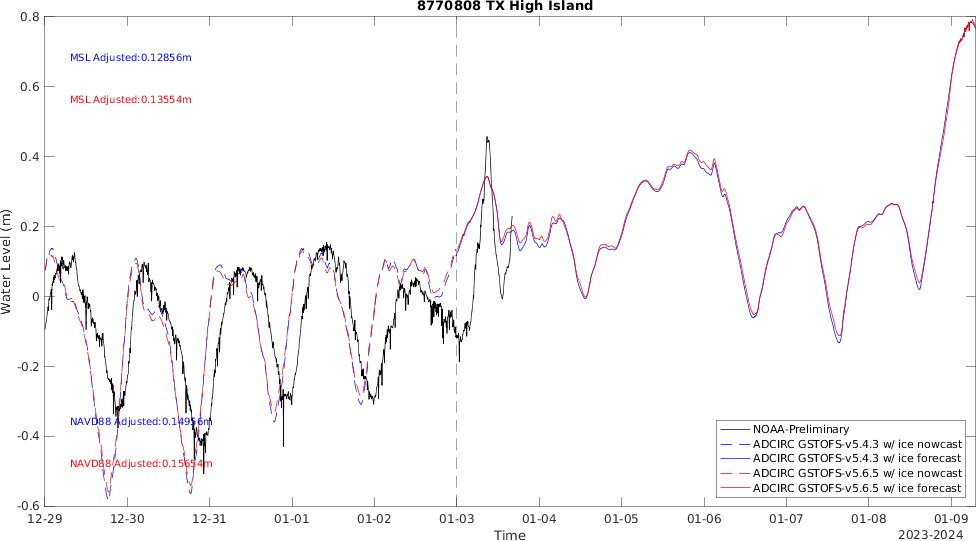 8770808 TX High Island
0.8
0.6
0.4
0.2
0
-0.2
-0.4
-0.6
Water Level (m)
MSL Adjusted:0.12856m
MSL Adjusted:0.13554m
NAVD88 Adjusted:0.14956m
NAVD88 Adjusted:0.15654m
NOAA-Preliminary
ADCIRC GSTOFS-v5.4.3 w/ ice nowcast
ADCIRC GSTOFS-v5.4.3 w/ ice forecast
ADCIRC GSTOFS-v5.6.5 w/ ice nowcast
ADCIRC GSTOFS-v5.6.5 w/ ice forecast
12-29 12-30 12-31 01-01 01-02 01-03 01-04 01-05 01-06 01-07 01-08 01-09
Time
2023-2024